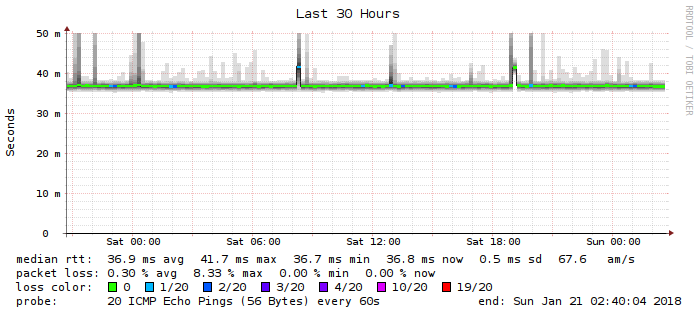 Last 30 Hours
RRDTOOL / TOBI OETIKER
Seconds
50 m
40 m
30 m
20 m
10 m
0
Sat 00:00 Sat 06:00 Sat 12:00 Sat 18:00 Sun 00:00
median rtt: 36.9 ms avg 41.7 ms max 36.7 ms min 36.8 ms now 0.5 ms sd 67.6 am/s
packet loss: 0.30 % avg 8.33 % max 0.00 % min 0.00 % now
loss color: 0 1/20 2/20 3/20 4/20 10/20 19/20
probe: 20 ICMP Echo Pings (56 Bytes) every 60s end: Sun Jan 21 02:40:04 2018